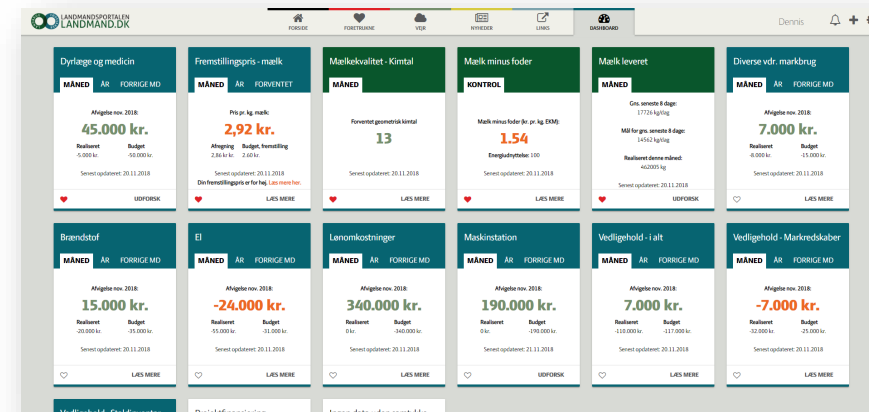 LANDMANDSPORTALEN
LANDMAND.DK
FORSIDE
FORETRUKNE
VEJR
NYHEDER
LINKS
DASHBOARD
Dennis
Dyrlæge og medicin
MÅNED ÅR FORRIGE MD
Afvigelse nov. 2018:
45.000 kr.
Realiseret Budget
-5.000 kr. -50.000 kr.
Senest opdateret: 20.11.2018
UDFORSK
Fremstillingspris - mælk
MÅNED ÅR FORVENTET
Pris pr. kg. mælk:
2,92 kr.
Afregning Budget, fremstilling
2,86 kr. kr. 2.60 kr.
Senest opdateret: 20.11.2018
Din fremstillingspris er for høj. Læs mere her.
LÆS MERE
Mælkekvalitet - Kimtal
MÅNED
Forventet geometrisk kimtal
13
Senest opdateret: 20.11.2018
LÆS MERE
Mælk minus foder
KONTROL
Mælk minus foder (kr. pr. kg. EKM):
1.54
Energiudnyttelse: 100
Senest opdateret: 20.11.2018
LÆS MERE
Mælk leveret
MÅNED
Gns. seneste 8 dage:
17726 kg/dag
Mål for gns. seneste 8 dage:
14562 kg/dag
Realiseret denne måned:
462005 kg
Senest opdateret: 20.11.2018
UDFORSK
Diverse vdr. markbrug
MÅNED ÅR FORRIGE MD
Afvigelse nov. 2018:
7.000 kr.
Realiseret Budget
-8.000 kr. -15.000 kr.
Senest opdateret: 20.11.2018
LÆS MERE
Brændstof
MÅNED ÅR FORRIGE MD
Afvigelse nov. 2018:
15.000 kr.
Realiseret Budget
-20.000 kr. -35.000 kr.
Senest opdateret: 20.11.2018
LÆS MERE
El
MÅNED ÅR FORRIGE MD
Afvigelse nov. 2018:
-24.000 kr.
Realiseret Budget
-55.000 kr. -31.000 kr.
Senest opdateret: 20.11.2018
LÆS MERE
Lønomkostninger
MÅNED ÅR FORRIGE MD
Afvigelse nov. 2018:
340.000 kr.
Realiseret Budget
0 kr. -340.000 kr.
Senest opdateret: 20.11.2018
LÆS MERE
Maskinstation
MÅNED ÅR FORRIGE MD
Afvigelse nov. 2018:
190.000 kr.
Realiseret Budget
0 kr. -190.000 kr.
Senest opdateret: 21.11.2018
UDFORSK
Vedligehold - i alt
MÅNED ÅR FORRIGE MD
Afvigelse nov. 2018:
7.000 kr.
Realiseret Budget
-110.000 kr. -117.000 kr.
Senest opdateret: 20.11.2018
LÆS MERE
Vedligehold - Markredskaber
MÅNED ÅR FORRIGE MD
Afvigelse nov. 2018:
-7.000 kr.
Realiseret Budget
-32.000 kr. -25.000 kr.
Senest opdateret: 20.11.2018
LÆS MERE